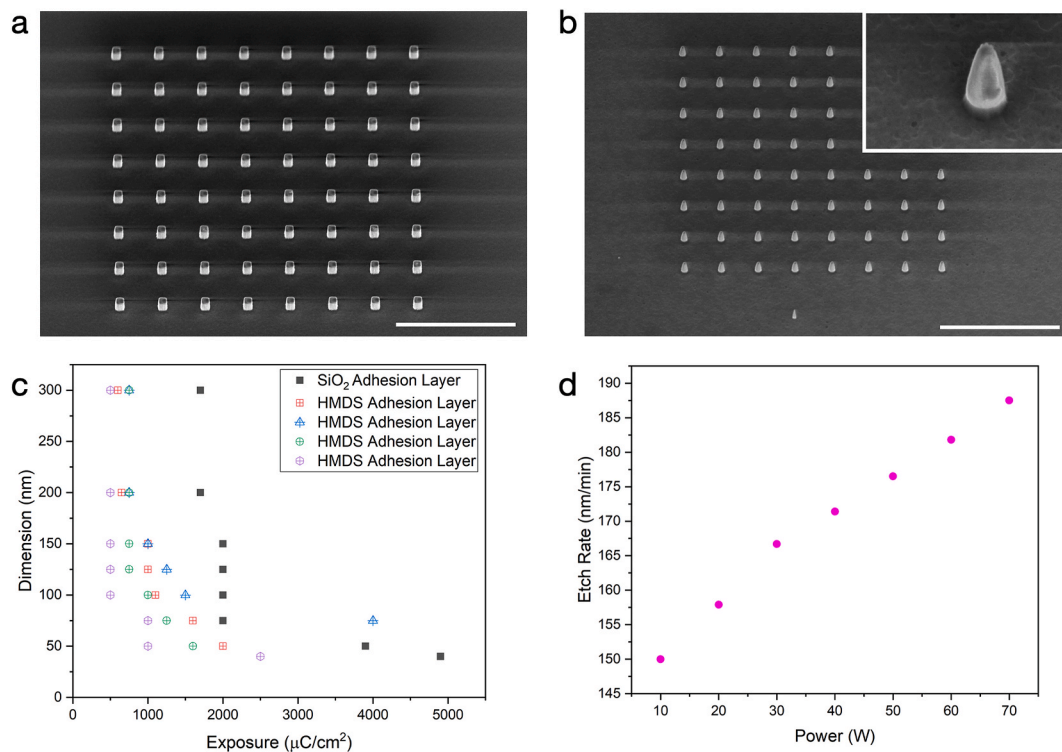 a
b
c
300
250
200
150
100
50
0
Dimension (nm)
0 1000 2000 3000 4000 5000
Exposure (μC/cm²)
SiO₂ Adhesion Layer
HMDS Adhesion Layer
HMDS Adhesion Layer
HMDS Adhesion Layer
HMDS Adhesion Layer
d
190
185
180
175
170
165
160
155
150
145
Etch Rate (nm/min)
10 20 30 40 50 60 70
Power (W)